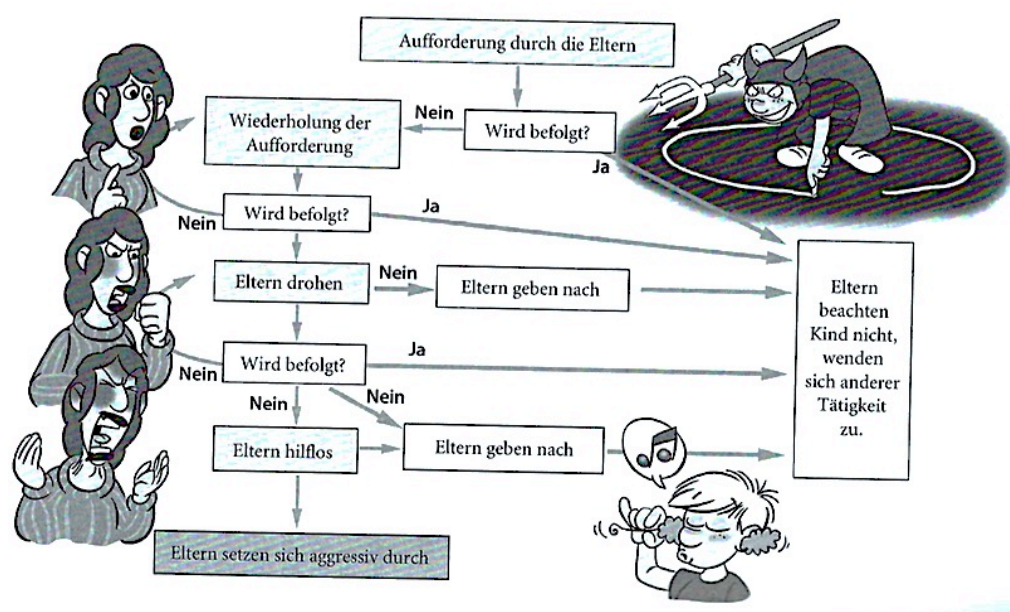 Aufforderung durch die Eltern
Nein
Wird befolgt?
Ja
Wiederholung der
Aufforderung
Nein
Wird befolgt?
Ja
Eltern drohen
Nein
Eltern geben nach
Eltern
beachten
Kind nicht,
wenden
sich anderer
Tätigkeit
zu.
Nein
Wird befolgt?
Ja
Nein
Nein
Eltern hilflos
Eltern geben nach
Eltern setzen sich aggressiv durch